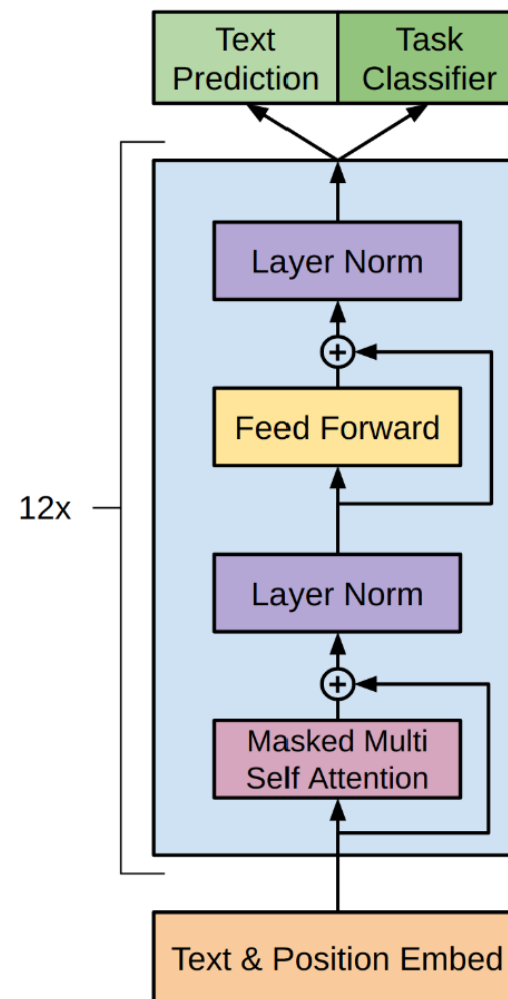 Text
Prediction
Task
Classifier
Layer Norm
Feed Forward
12x
Layer Norm
Masked Multi
Self Attention
Text & Position Embed